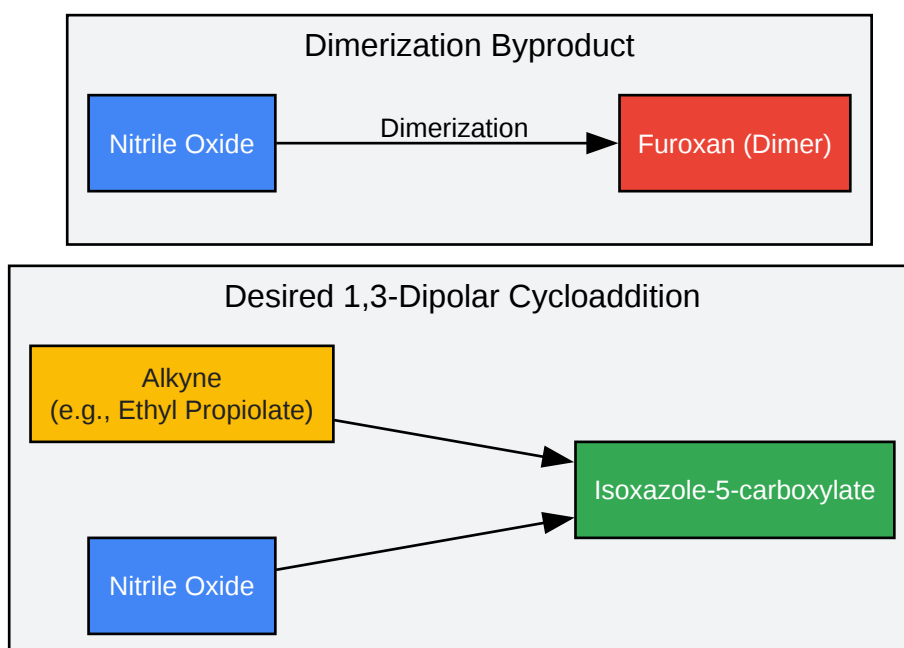 Dimerization Byproduct
Nitrile Oxide
Dimerization
Furoxan (Dimer)
Desired 1,3-Dipolar Cycloaddition
Alkyne
(e.g., Ethyl Propiolate)
Isoxazole-5-carboxylate
Nitrile Oxide